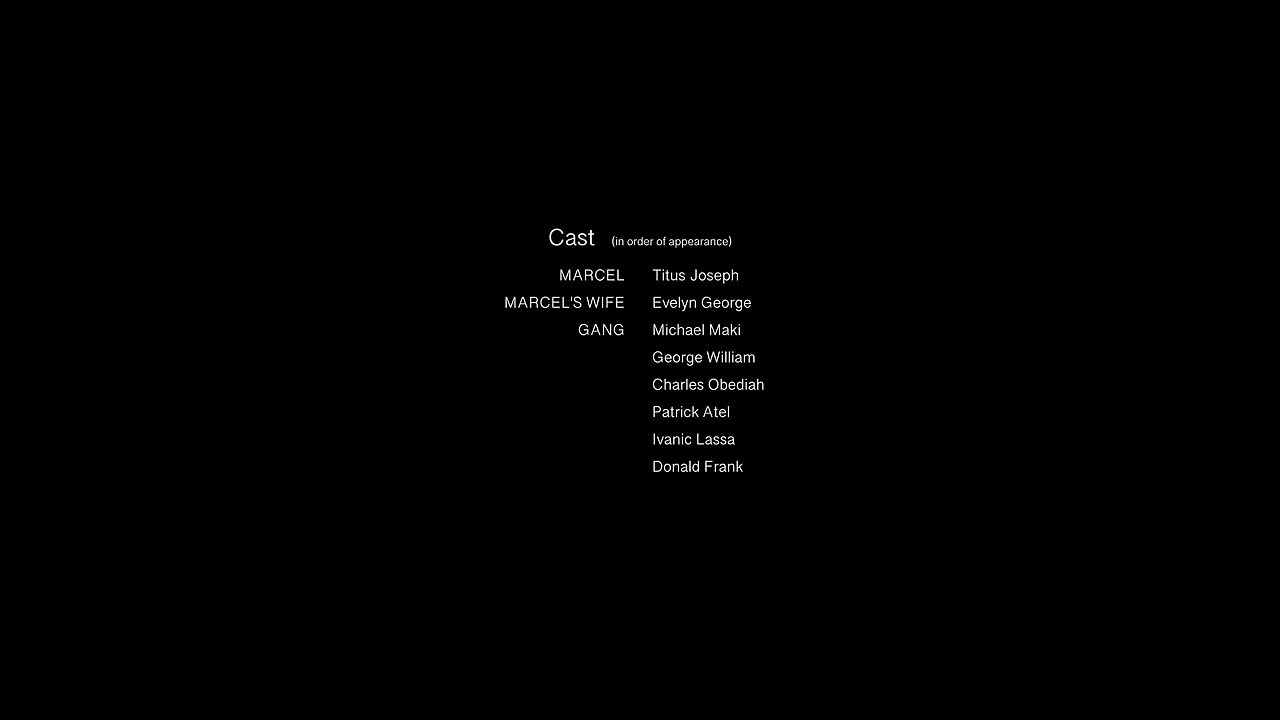 Cast (in order of appearance)
MARCEL Titus Joseph
MARCEL'S WIFE Evelyn George
GANG Michael Maki
George William
Charles Obediah
Patrick Atel
Ivanic Lassa
Donald Frank